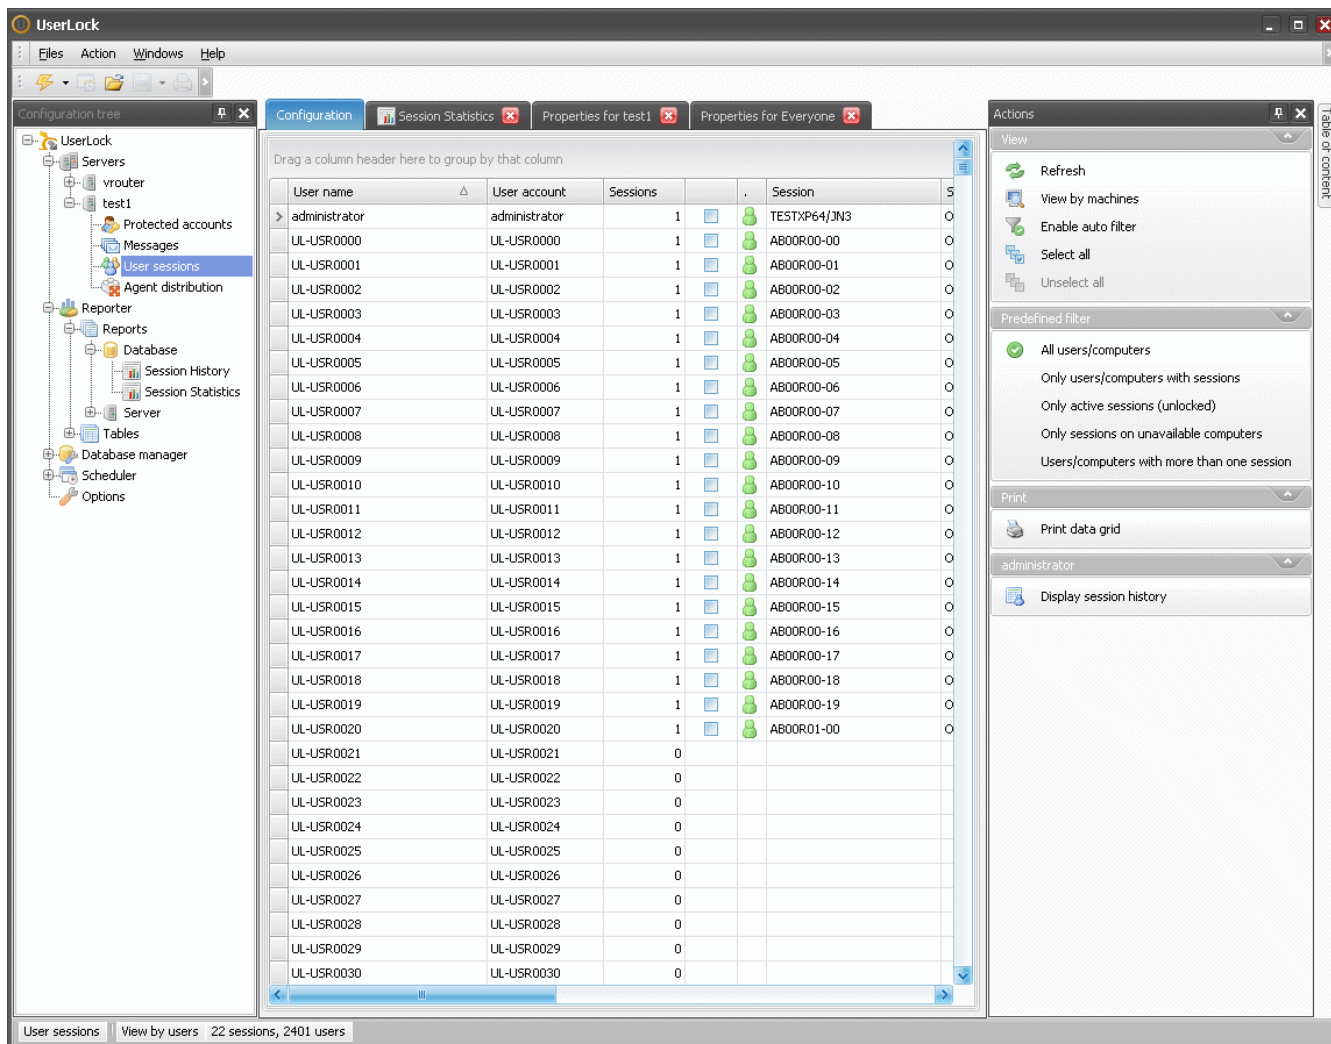 UserLock
Files Action Windows Help
Configuration tree
UserLock
Servers
vrouter
test1
Protected accounts
Messages
User sessions
Agent distribution
Reporter
Reports
Database
Session History
Session Statistics
Server
Tables
Database manager
Scheduler
Options
Configuration Session Statistics Properties for test1 Properties for Everyone
Drag a column header here to group by that column
User name User account Sessions . Session S
administrator administrator 1 TESTXP64/JN3 O
UL-USR0000 UL-USR0000 1 AB00R00-00 O
UL-USR0001 UL-USR0001 1 AB00R00-01 O
UL-USR0002 UL-USR0002 1 AB00R00-02 O
UL-USR0003 UL-USR0003 1 AB00R00-03 O
UL-USR0004 UL-USR0004 1 AB00R00-04 O
UL-USR0005 UL-USR0005 1 AB00R00-05 O
UL-USR0006 UL-USR0006 1 AB00R00-06 O
UL-USR0007 UL-USR0007 1 AB00R00-07 O
UL-USR0008 UL-USR0008 1 AB00R00-08 O
UL-USR0009 UL-USR0009 1 AB00R00-09 O
UL-USR0010 UL-USR0010 1 AB00R00-10 O
UL-USR0011 UL-USR0011 1 AB00R00-11 O
UL-USR0012 UL-USR0012 1 AB00R00-12 O
UL-USR0013 UL-USR0013 1 AB00R00-13 O
UL-USR0014 UL-USR0014 1 AB00R00-14 O
UL-USR0015 UL-USR0015 1 AB00R00-15 O
UL-USR0016 UL-USR0016 1 AB00R00-16 O
UL-USR0017 UL-USR0017 1 AB00R00-17 O
UL-USR0018 UL-USR0018 1 AB00R00-18 O
UL-USR0019 UL-USR0019 1 AB00R00-19 O
UL-USR0020 UL-USR0020 1 AB00R01-00 O
UL-USR0021 UL-USR0021 0
UL-USR0022 UL-USR0022 0
UL-USR0023 UL-USR0023 0
UL-USR0024 UL-USR0024 0
UL-USR0025 UL-USR0025 0
UL-USR0026 UL-USR0026 0
UL-USR0027 UL-USR0027 0
UL-USR0028 UL-USR0028 0
UL-USR0029 UL-USR0029 0
UL-USR0030 UL-USR0030 0
Actions
View
Refresh
View by machines
Enable auto filter
Select all
Unselect all
Predefined filter
All users/computers
Only users/computers with sessions
Only active sessions (unlocked)
Only sessions on unavailable computers
Users/computers with more than one session
Print
Print data grid
administrator
Display session history
Table of content
User sessions View by users 22 sessions, 2401 users